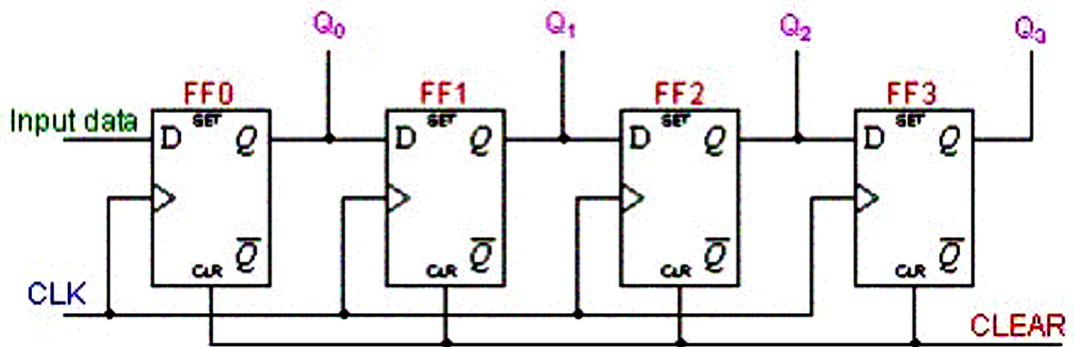 Q0 Q1 Q2 Q3
FF0 FF1 FF2 FF3
Input data
SET SET SET SET
D Q D Q D Q D Q
Q̅ Q̅ Q̅ Q̅
CLR CLR CLR CLR
CLK
CLEAR